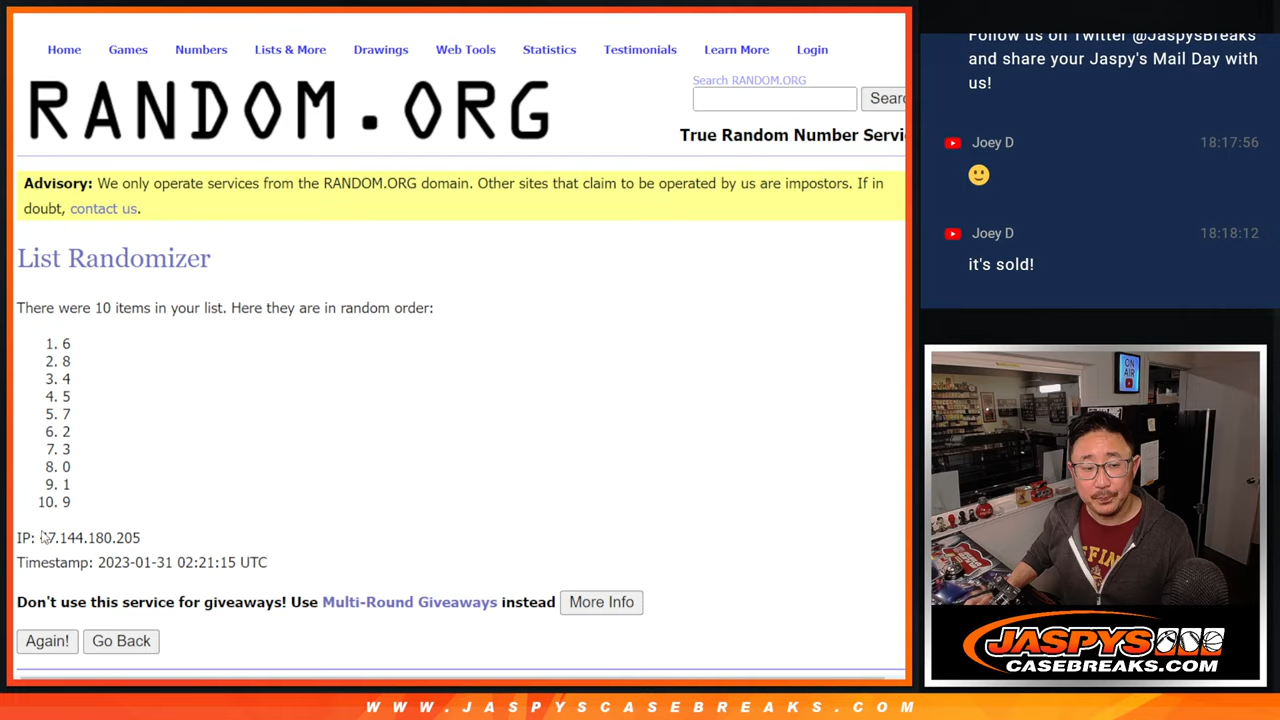 Home Games Numbers Lists & More Drawings Web Tools Statistics Testimonials Learn More Login
RANDOM.ORG
Search RANDOM.ORG
Searc
True Random Number Servi
Advisory: We only operate services from the RANDOM.ORG domain. Other sites that claim to be operated by us are impostors. If in
doubt, contact us.
List Randomizer
There were 10 items in your list. Here they are in random order:
1. 6
2. 8
3. 4
4. 5
5. 7
6. 2
7. 3
8. 0
9. 1
10. 9
IP: 7.144.180.205
Timestamp: 2023-01-31 02:21:15 UTC
Don't use this service for giveaways! Use Multi-Round Giveaways instead More Info
Again! Go Back
Follow us on Twitter @JaspysBreaks
and share your Jaspy's Mail Day with
us!
Joey D 18:17:56
🙂
Joey D 18:18:12
it's sold!
ON
AIR
JASPYS
CASEBREAKS.COM
WWW.JASPYSCASEBREAKS.COM